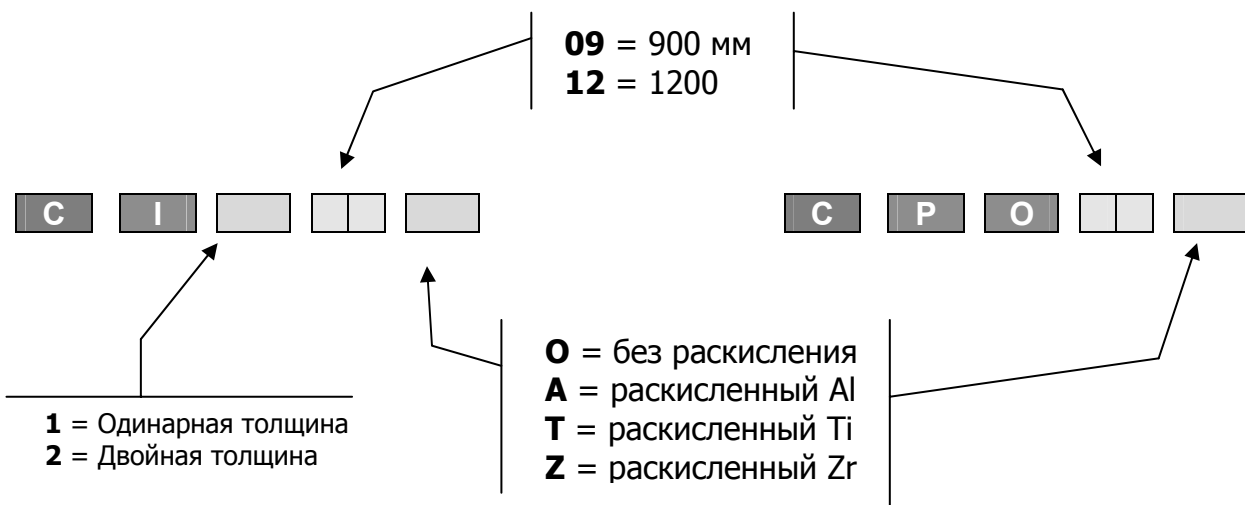 09 = 900 мм
12 = 1200
C I
C P O
1 = Одинарная толщина
2 = Двойная толщина
O = без раскисления
A = раскисленный Al
T = раскисленный Ti
Z = раскисленный Zr